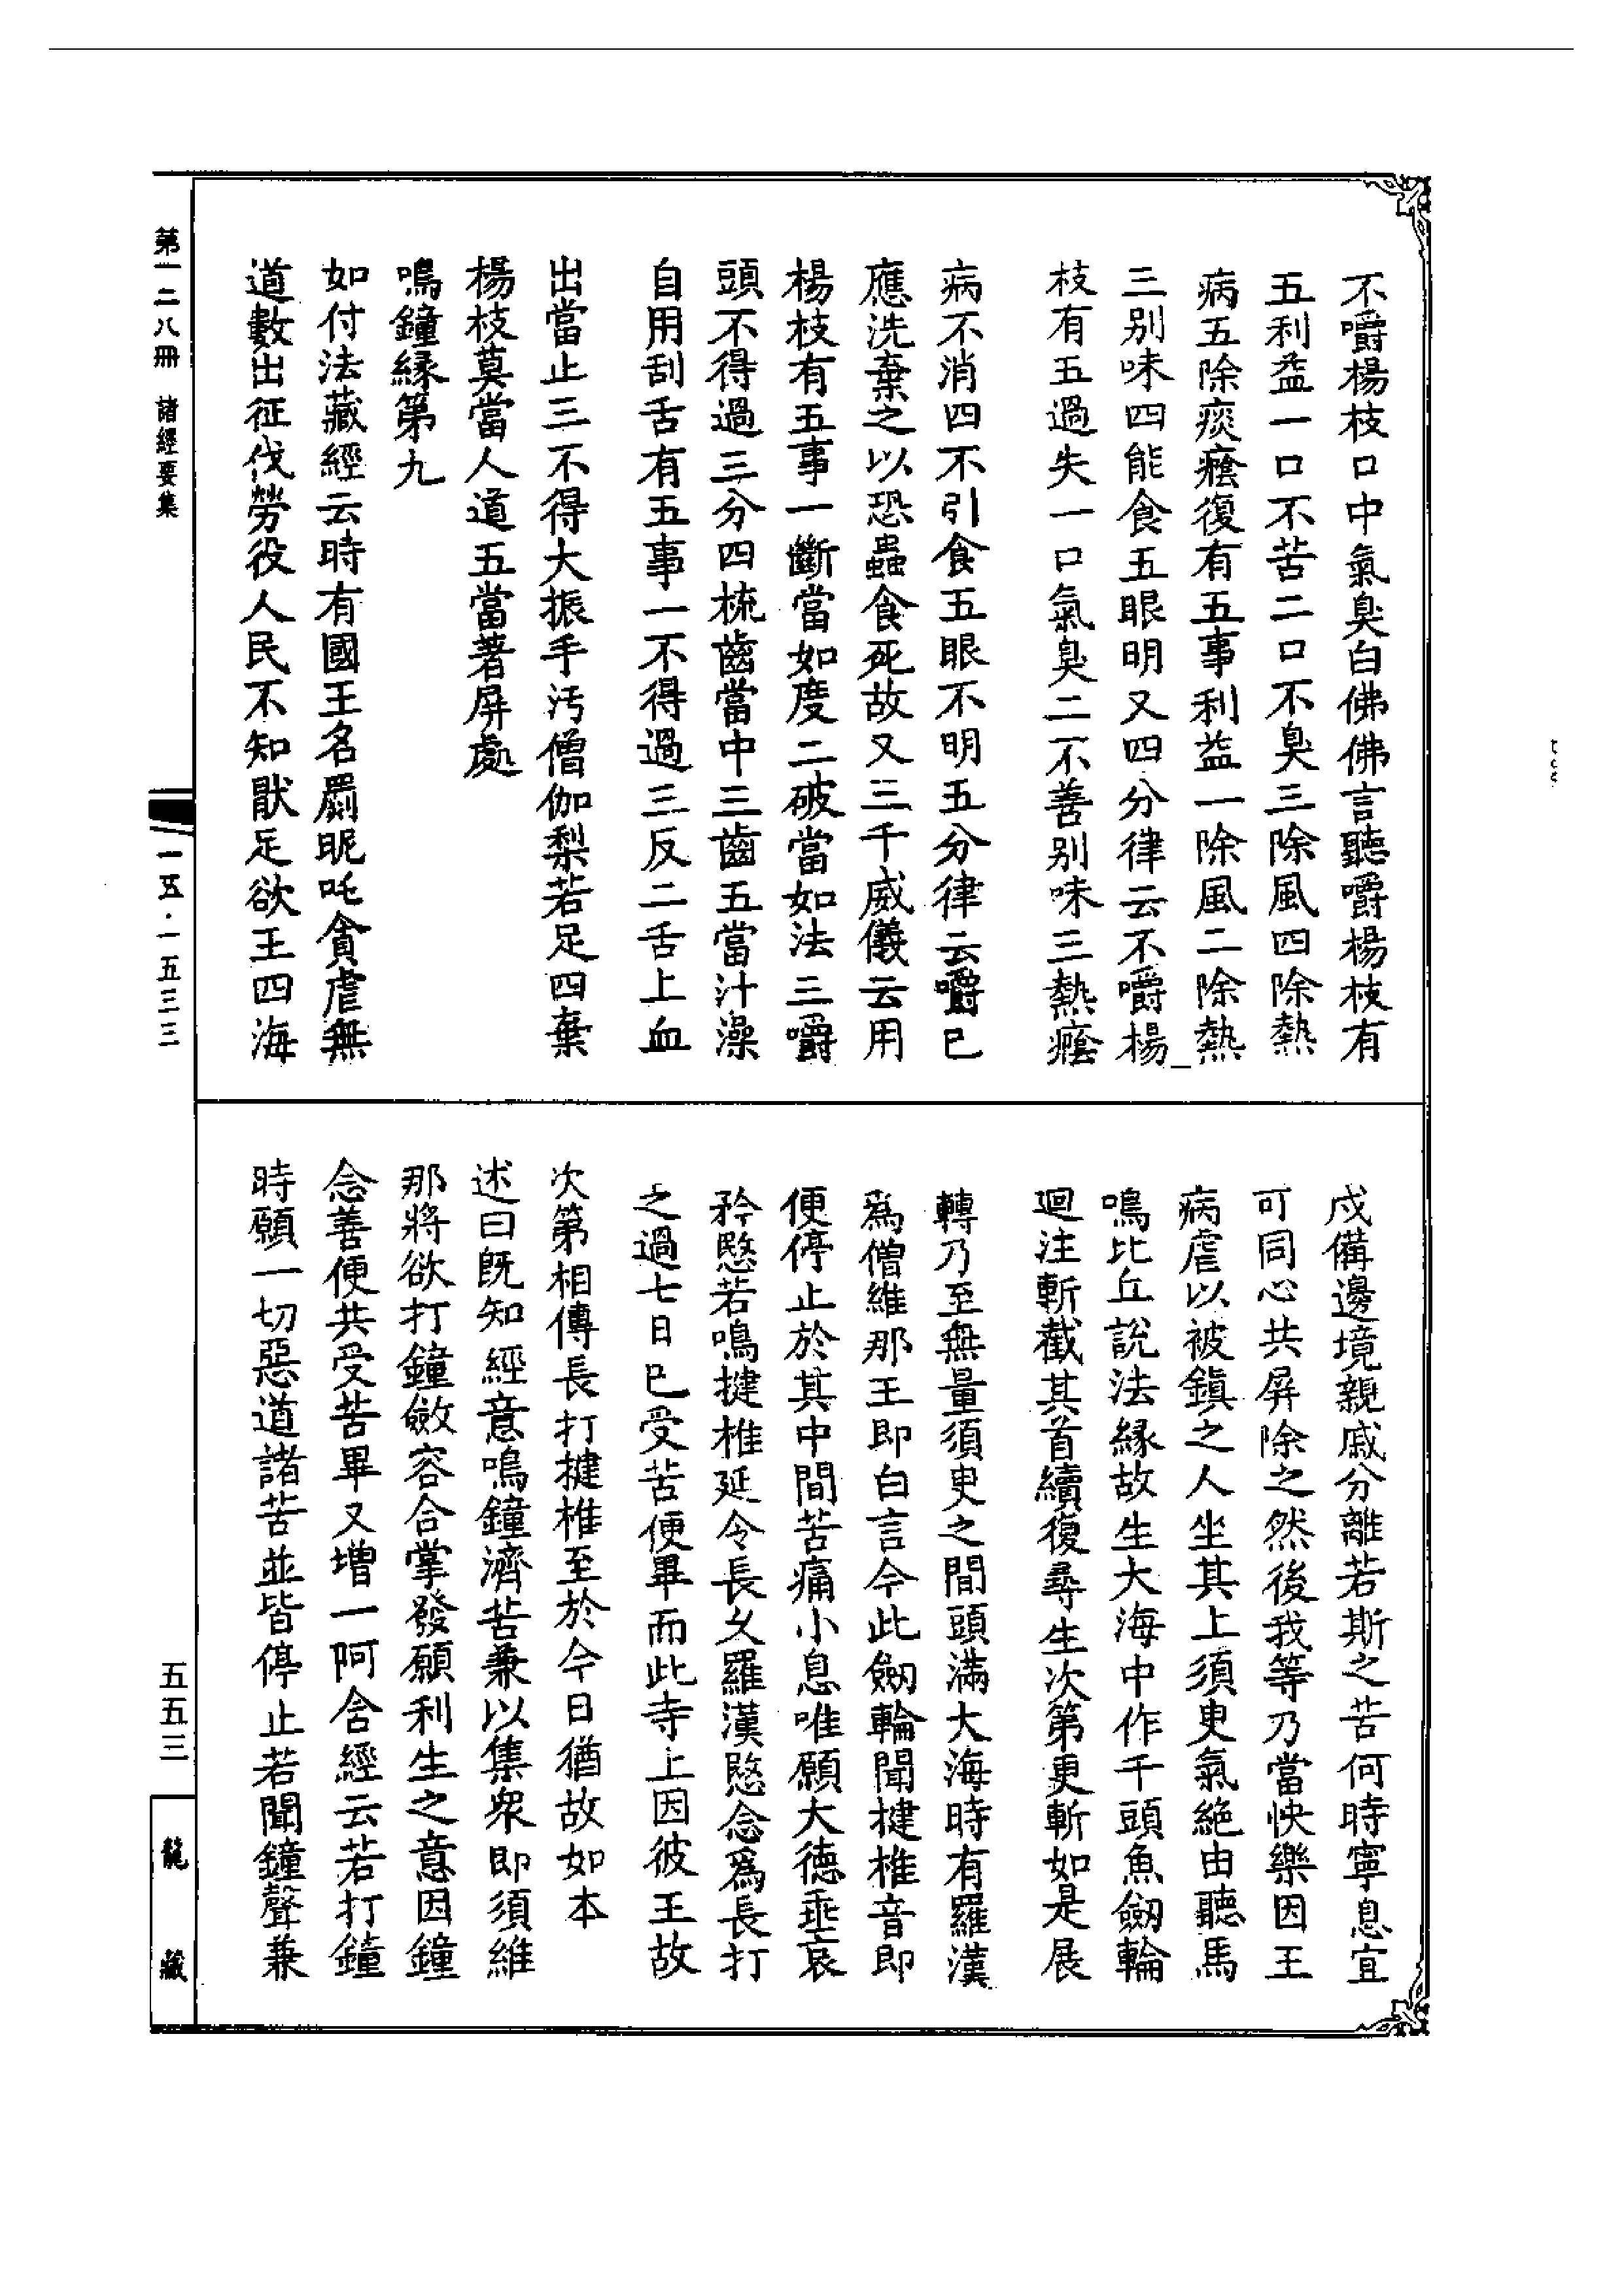 不嚼楊枝口中氣臭白佛佛言聽嚼楊枝有
五利益一口不苦二口不臭三除風四除熱
病五除痰癊復有五事利益一除風二除熱
三別味四能食五眼明又四分律云不嚼楊
枝有五過失一口氣臭二不善別味三熱癊
病不消四不引食五眼不明五分律云嚼已
應洗棄之以恐蟲食死故又三千威儀云用
楊枝有五事一斷當如度二破當如法三嚼
頭不得過三分四梳齒當中三齒五當汁澡
自用刮舌有五事一不得過三反二舌上血
出當止三不得大振手汚僧伽梨若足四棄
楊枝莫當人道五當著屏處
鳴鐘緣第九
如付法藏經云時有國王名罽昵吒貪虐無
道數出征伐勞役人民不知猒足欲王四海
戍備邊境親戚分離若斯之苦何時寧息宜
可同心共屏除之然後我等乃當快樂因王
病虐以被鎮之人坐其上須臾氣絶由聽馬
鳴比丘說法緣故生大海中作千頭魚劒輪
迴注斬截其首續復尋生次第更斬如是展
轉乃至無量須臾之間頭滿大海時有羅漢
爲僧維那王即白言今此劒輪聞揵椎音即
便停止於其中間苦痛小息唯願大德垂哀
矜愍若鳴揵椎延令長久羅漢愍念爲長打
之過七日已受苦便畢而此寺上因彼王故
次第相傳長打揵椎至於今日猶故如本
述曰旣知經意鳴鐘濟苦兼以集衆即須維
那將欲打鐘斂容合掌發願利生之意因鐘
念善便共受苦畢又增一阿含經云若打鐘
時願一切惡道諸苦並皆停止若聞鐘聲兼
第一二八冊 諸經要集
一五·一五三三
五五三
龍藏